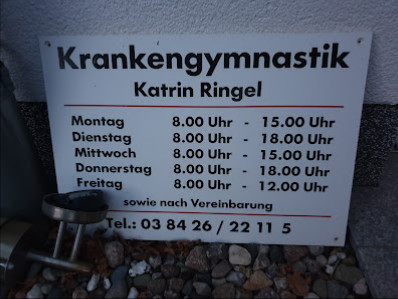 Krankengymnastik
Katrin Ringel
Montag 8.00 Uhr - 15.00 Uhr
Dienstag 8.00 Uhr - 18.00 Uhr
Mittwoch 8.00 Uhr - 15.00 Uhr
Donnerstag 8.00 Uhr - 18.00 Uhr
Freitag 8.00 Uhr - 12.00 Uhr
sowie nach Vereinbarung
Tel.: 03 84 26 / 22 11 5